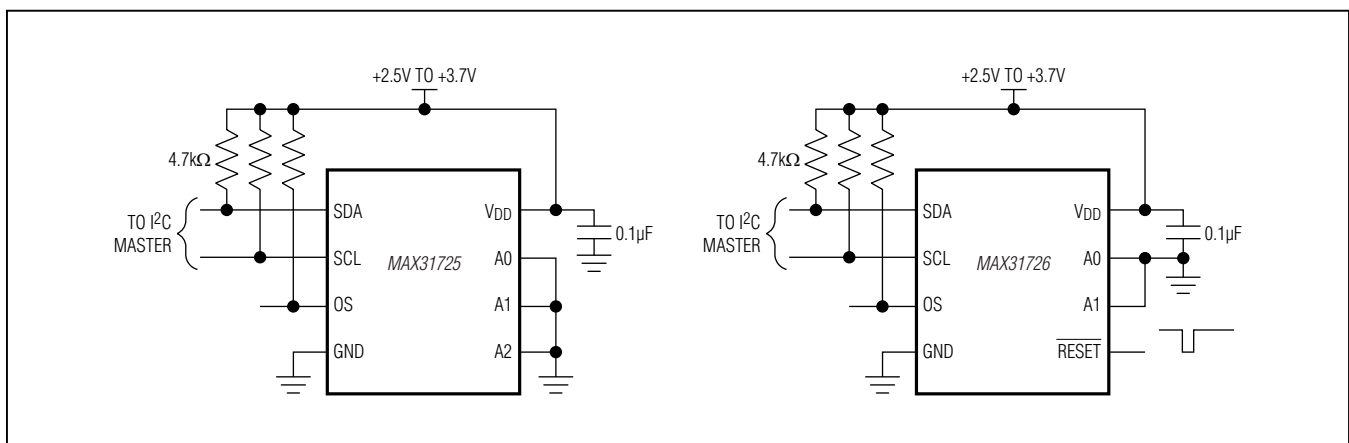 +2.5V TO +3.7V
4.7kΩ
TO I²C
MASTER
SDA
SCL
OS
GND
MAX31725
VDD
A0
A1
A2
0.1µF
+2.5V TO +3.7V
4.7kΩ
TO I²C
MASTER
SDA
SCL
OS
GND
MAX31726
VDD
A0
A1
RESET
0.1µF